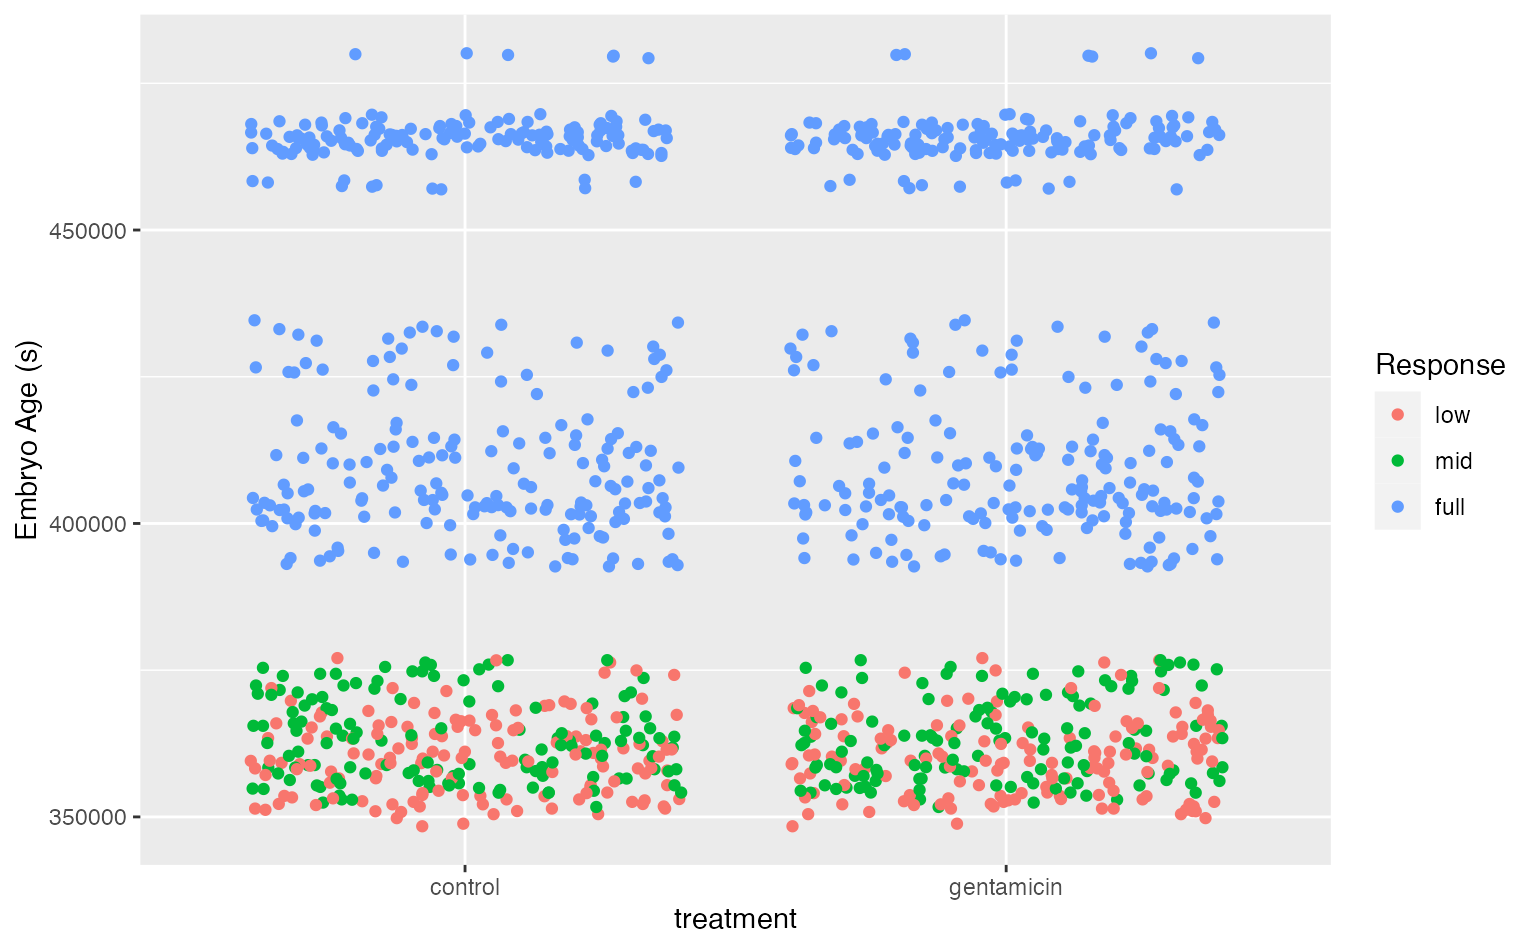 Embryo Age (s)
450000
400000
350000
control
gentamicin
treatment
Response
low
mid
full